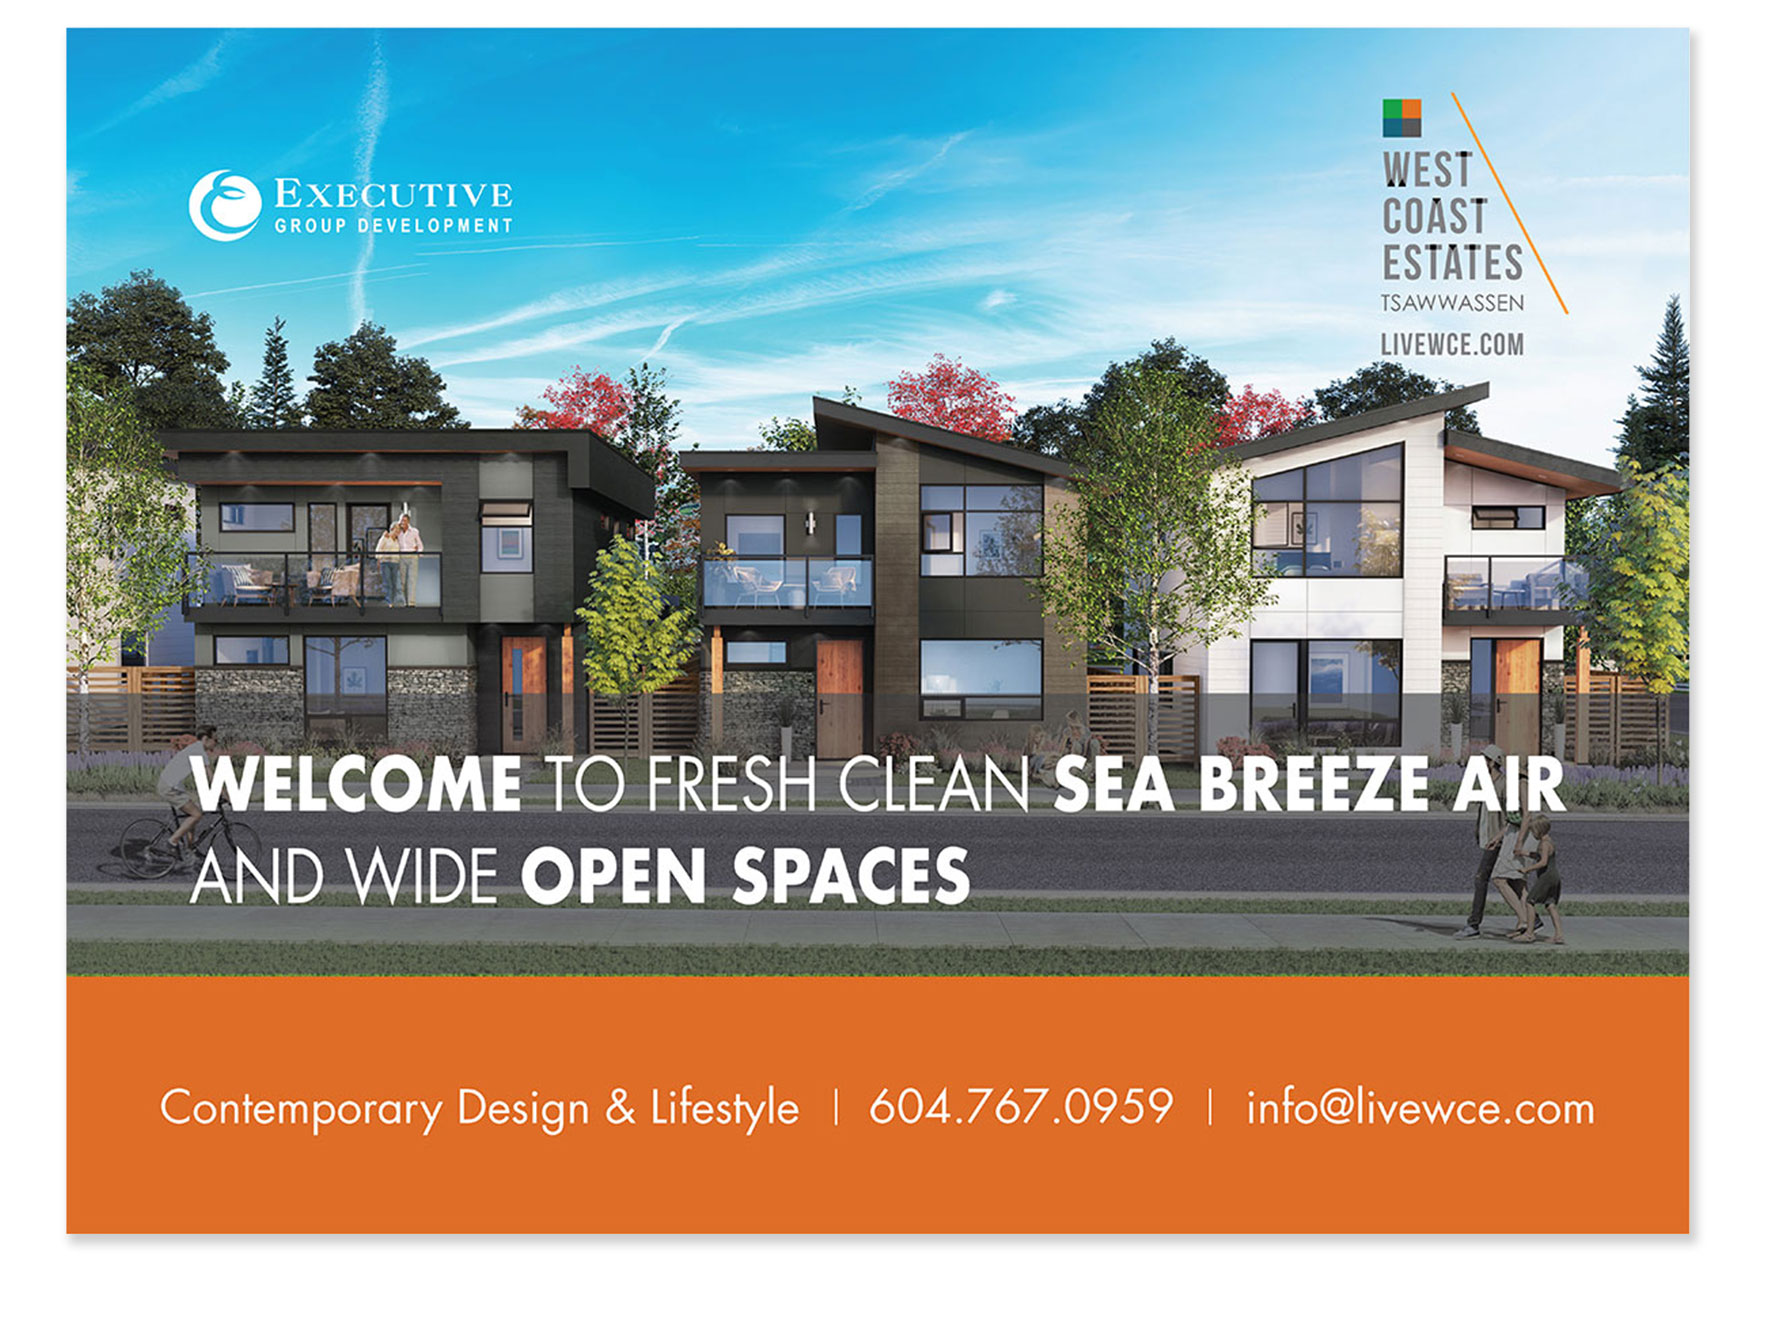 EXECUTIVE
GROUP DEVELOPMENT
WEST
COAST
ESTATES
TSAWWASSEN
LIVEWCE.COM
WELCOME TO FRESH CLEAN SEA BREEZE AIR
AND WIDE OPEN SPACES
Contemporary Design & Lifestyle | 604.767.0959 | info@livewce.com